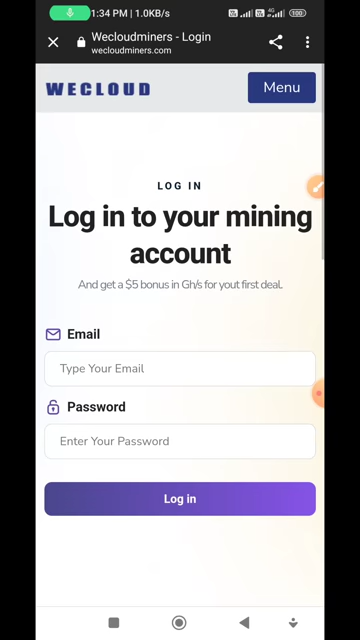 1:34 PM | 1.0KB/s
4G
100
Wecloudminers - Login
wecloudminers.com
WECLOUD
Menu
LOG IN
Log in to your mining
account
And get a $5 bonus in Gh/s for yout first deal.
Email
Type Your Email
Password
Enter Your Password
Log in